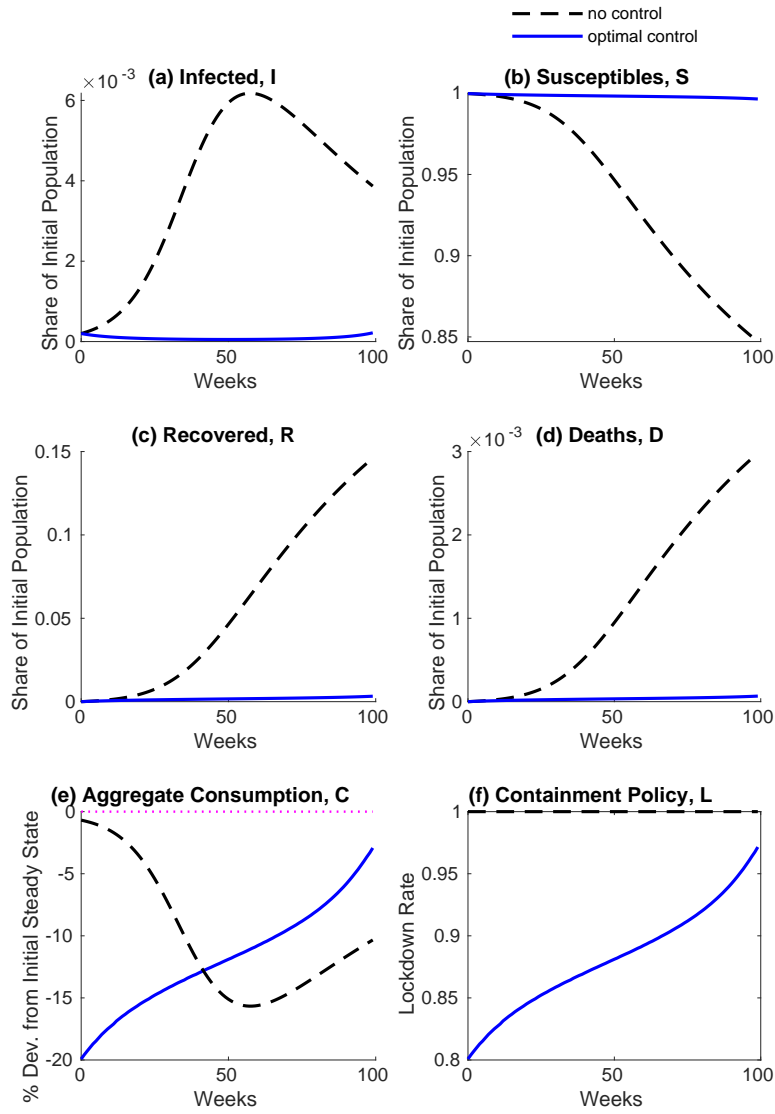 no control
optimal control
(a) Infected, I
× 10 -3
6
4
2
0
Share of Initial Population
0 50 100
Weeks
(b) Susceptibles, S
1
0.95
0.9
0.85
Share of Initial Population
0 50 100
Weeks
(c) Recovered, R
0.15
0.1
0.05
0
Share of Initial Population
0 50 100
Weeks
(d) Deaths, D
× 10 -3
3
2
1
0
Share of Initial Population
0 50 100
Weeks
(e) Aggregate Consumption, C
0
-5
-10
-15
-20
% Dev. from Initial Steady State
0 50 100
Weeks
(f) Containment Policy, L
1
0.95
0.9
0.85
0.8
Lockdown Rate
0 50 100
Weeks